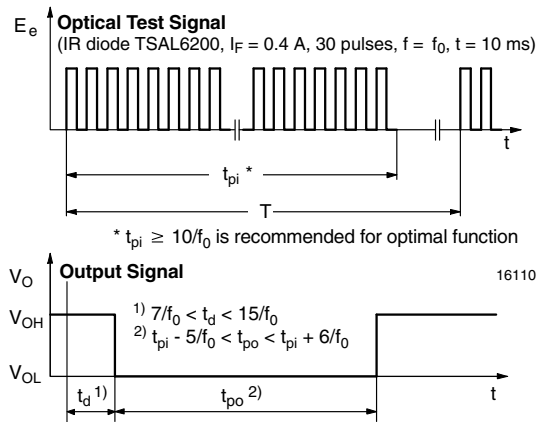 E_e Optical Test Signal
(IR diode TSAL6200, I_F = 0.4 A, 30 pulses, f = f_0, t = 10 ms)
t
t_pi *
T
* t_pi ≥ 10/f_0 is recommended for optimal function
V_O Output Signal
16110
V_OH
1) 7/f_0 < t_d < 15/f_0
2) t_pi - 5/f_0 < t_po < t_pi + 6/f_0
V_OL
t_d 1)
t_po 2)
t